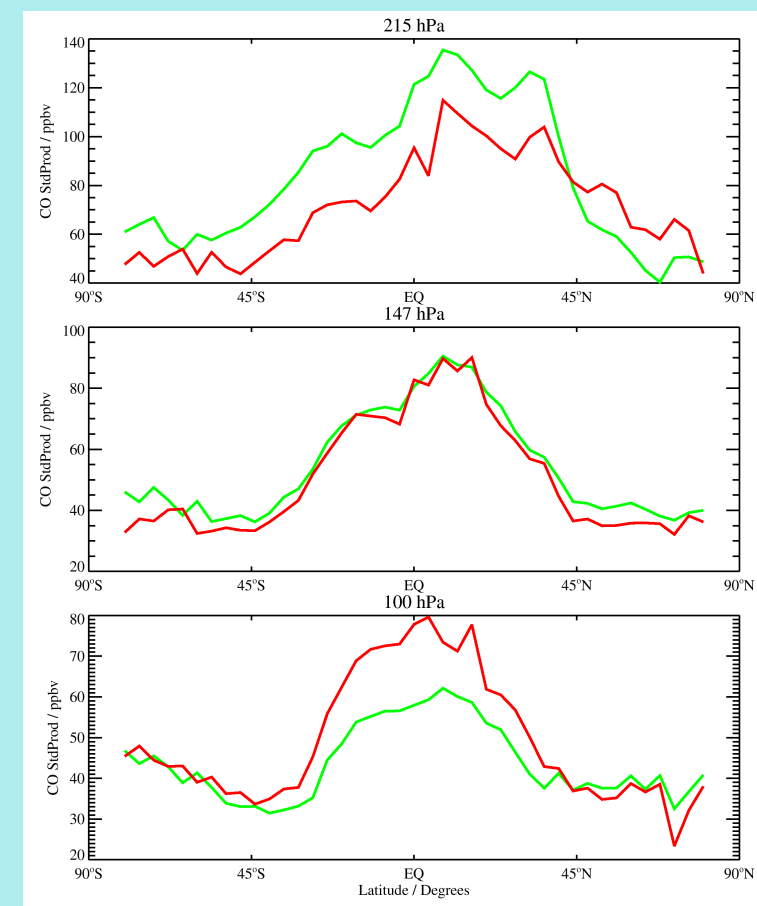 215 hPa
140
120
100
80
60
40
CO StdProd / ppbv
90°S 45°S EQ 45°N 90°N
147 hPa
100
80
60
40
20
CO StdProd / ppbv
90°S 45°S EQ 45°N 90°N
100 hPa
80
70
60
50
40
30
20
CO StdProd / ppbv
90°S 45°S EQ 45°N 90°N
Latitude / Degrees